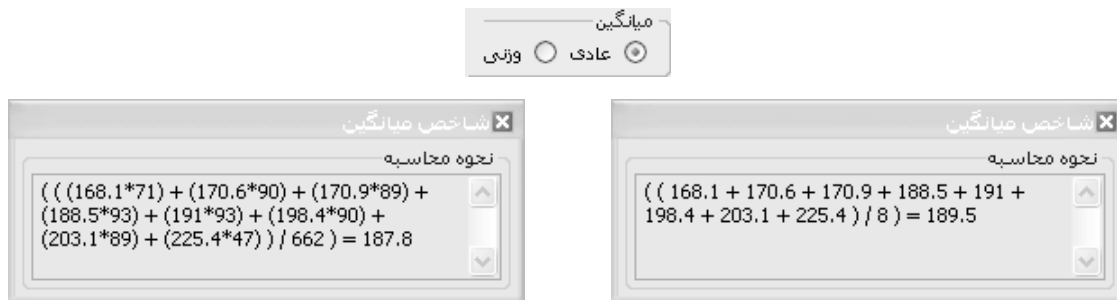 میانگین
عادی وزنی
شاخص میانگین
نحوه محاسبه
( ( 168.1 + 170.6 + 170.9 + 188.5 + 191 +
198.4 + 203.1 + 225.4 ) / 8 ) = 189.5
شاخص میانگین
نحوه محاسبه
( ( (168.1*71) + (170.6*90) + (170.9*89) +
(188.5*93) + (191*93) + (198.4*90) +
(203.1*89) + (225.4*47) ) / 662 ) = 187.8